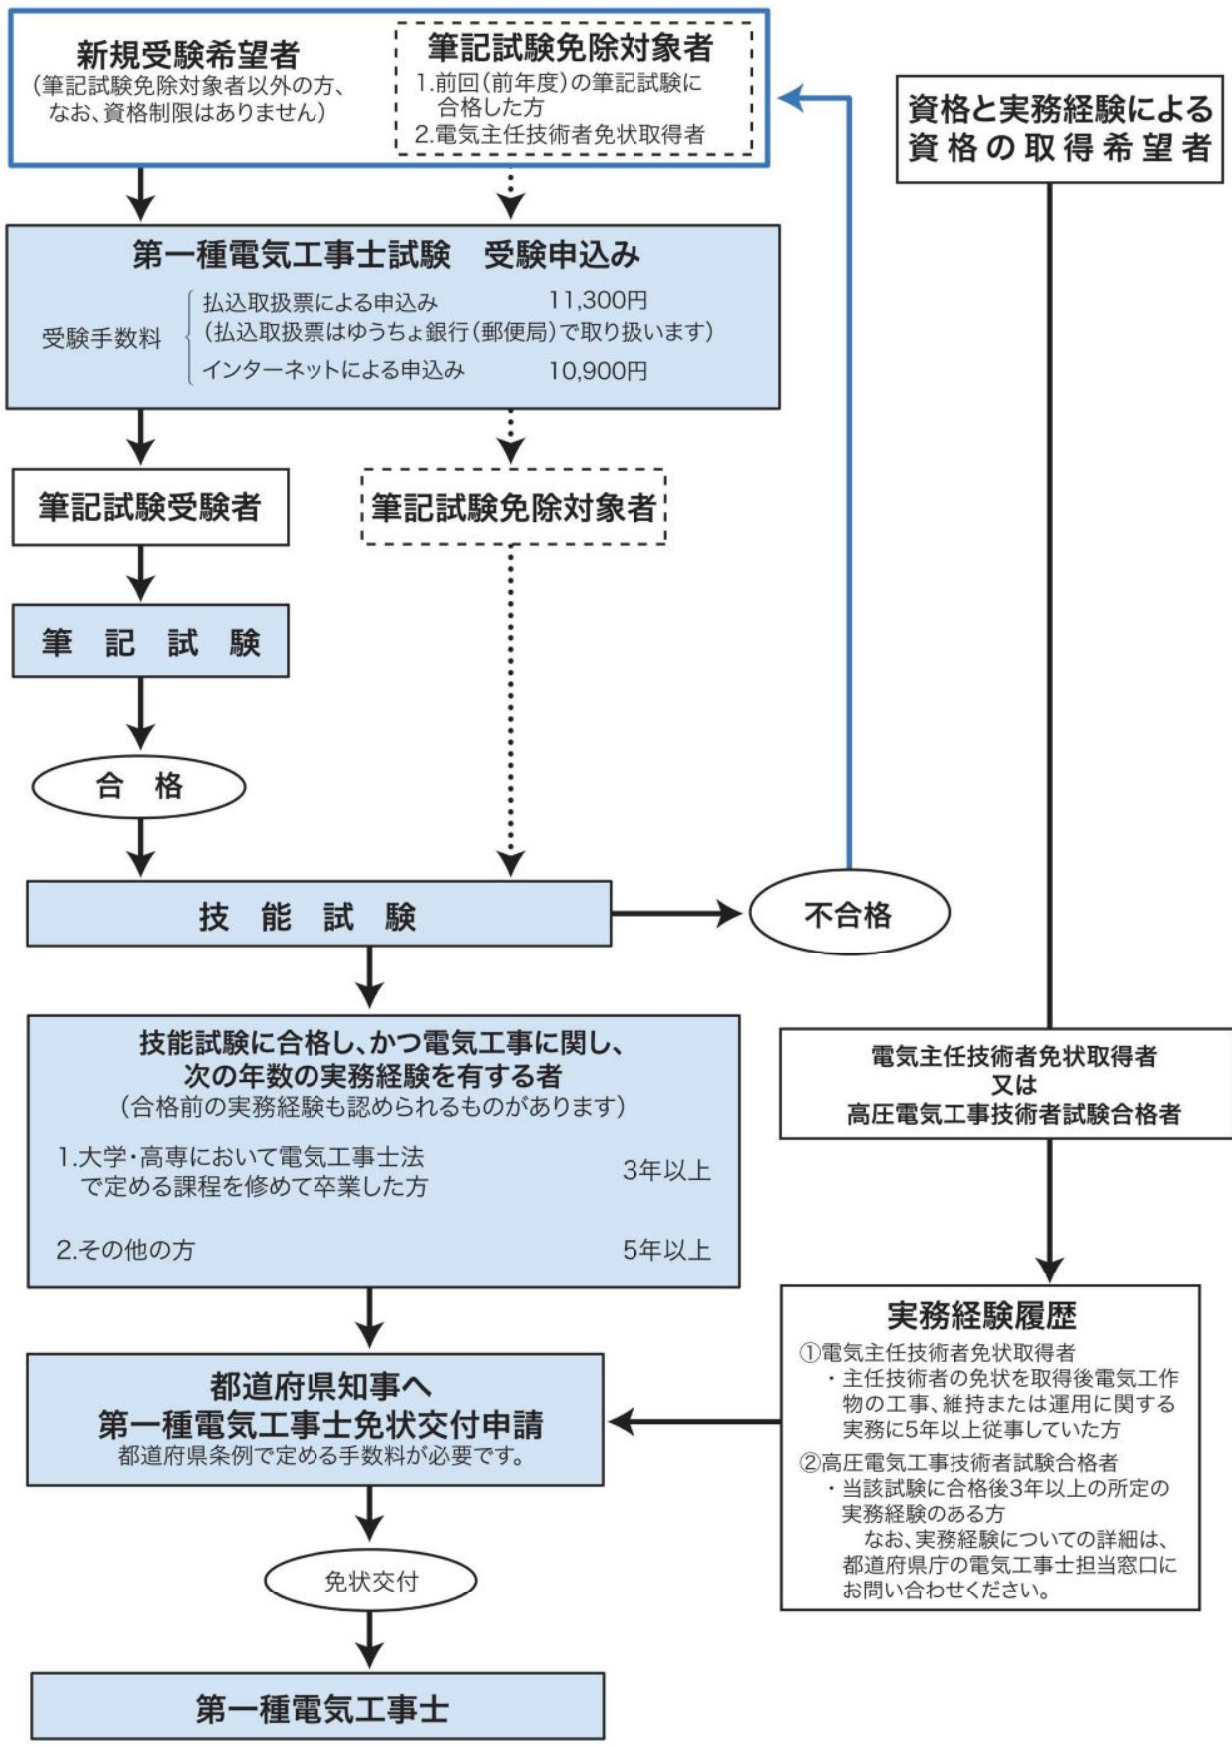 新規受験希望者
(筆記試験免除対象者以外の方、
なお、資格制限はありません)
筆記試験免除対象者
1.前回(前年度)の筆記試験に
合格した方
2.電気主任技術者免状取得者
資格と実務経験による
資格の取得希望者
第一種電気工事士試験 受験申込み
受験手数料
払込取扱票による申込み 11,300円
(払込取扱票はゆうちょ銀行(郵便局)で取り扱います)
インターネットによる申込み 10,900円
筆記試験受験者
筆記試験免除対象者
筆記試験
合格
技能試験
不合格
技能試験に合格し、かつ電気工事に関し、
次の年数の実務経験を有する者
(合格前の実務経験も認められるものがあります)
1.大学・高専において電気工事士法
で定める課程を修めて卒業した方 3年以上
2.その他の方 5年以上
電気主任技術者免状取得者
又は
高圧電気工事技術者試験合格者
実務経験履歴
①電気主任技術者免状取得者
・主任技術者の免状を取得後電気工作
物の工事、維持または運用に関する
実務に5年以上従事していた方
②高圧電気工事技術者試験合格者
・当該試験に合格後3年以上の所定の
実務経験のある方
なお、実務経験についての詳細は、
都道府県庁の電気工事士担当窓口に
お問い合わせください。
都道府県知事へ
第一種電気工事士免状交付申請
都道府県条例で定める手数料が必要です。
免状交付
第一種電気工事士